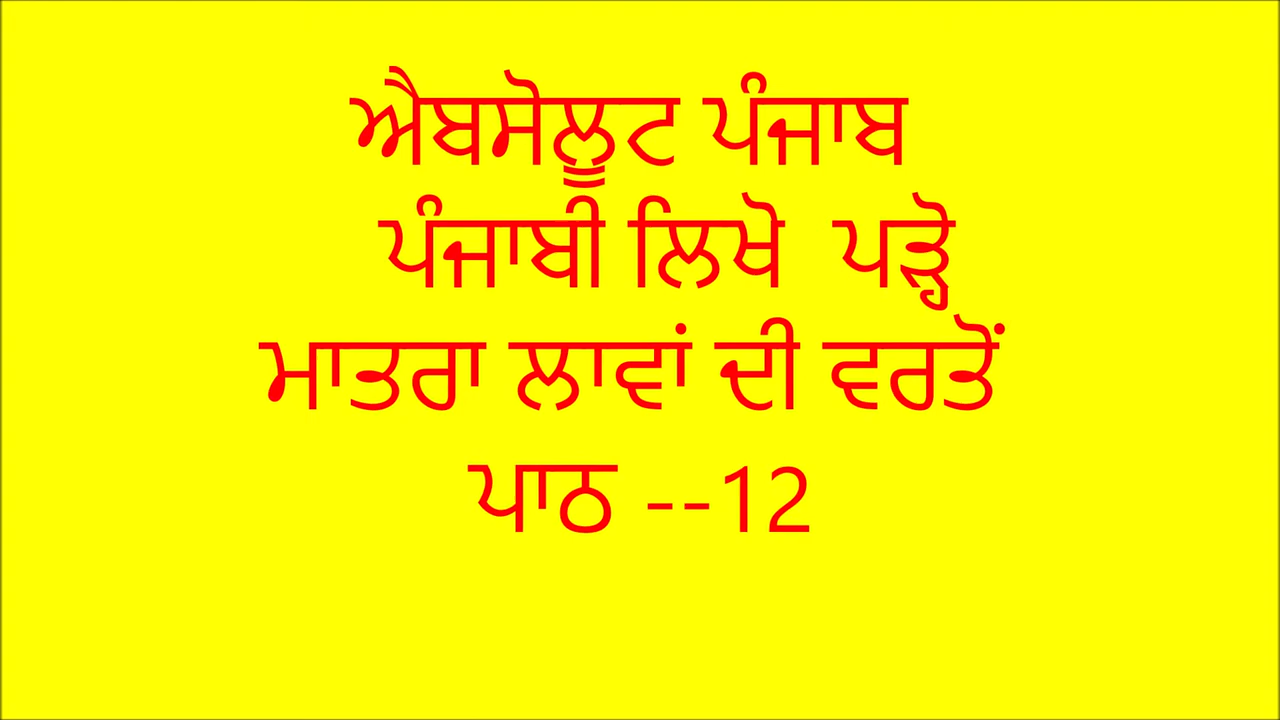 ਐਬਸੋਲੂਟ ਪੰਜਾਬ
ਪੰਜਾਬੀ ਲਿਖੋ ਪੜ੍ਹੋ
ਮਾਤਰਾ ਲਾਵਾਂ ਦੀ ਵਰਤੋਂ
ਪਾਠ --12